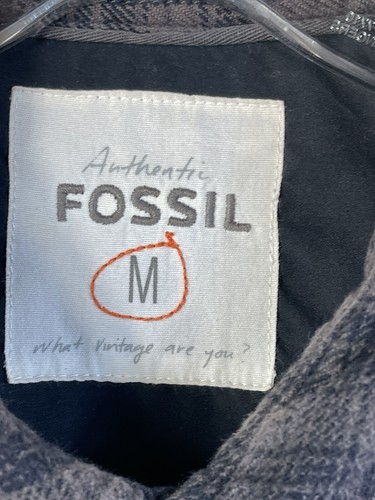 Authentic
FOSSIL
M
What vintage are you?